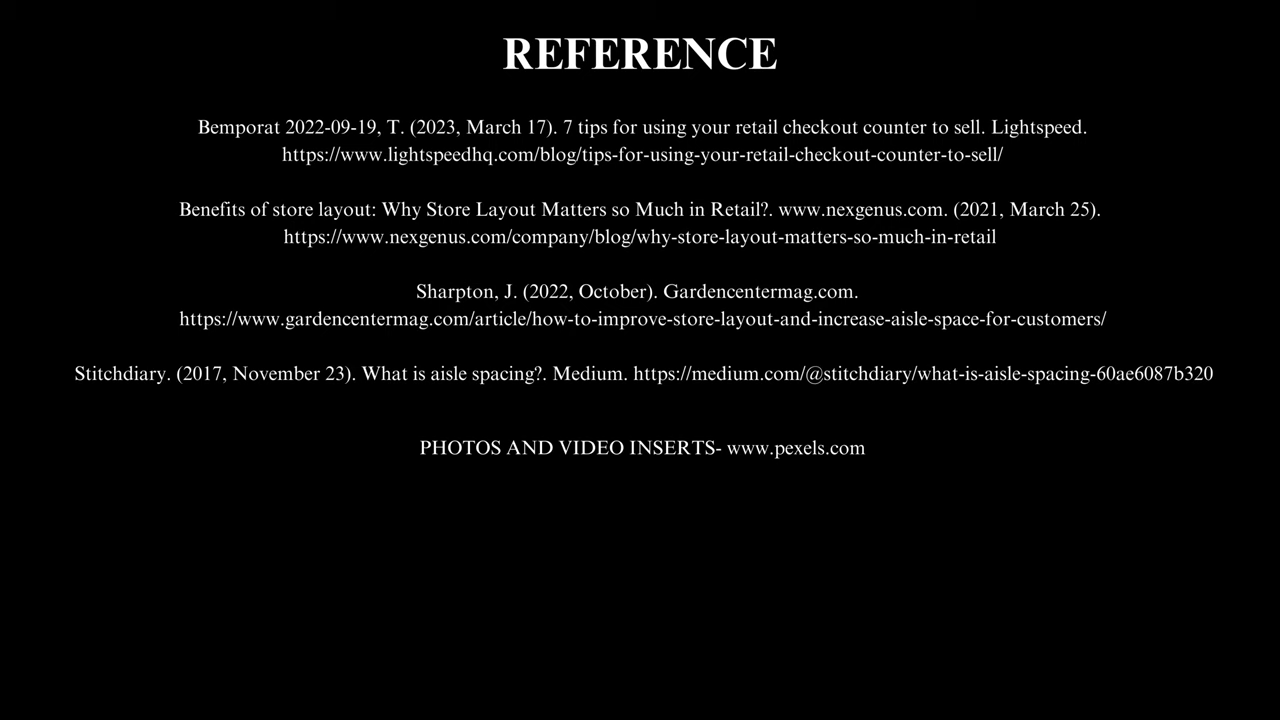 REFERENCE
Bemporat 2022-09-19, T. (2023, March 17). 7 tips for using your retail checkout counter to sell. Lightspeed.
https://www.lightspeedhq.com/blog/tips-for-using-your-retail-checkout-counter-to-sell/
Benefits of store layout: Why Store Layout Matters so Much in Retail?. www.nexgenus.com. (2021, March 25).
https://www.nexgenus.com/company/blog/why-store-layout-matters-so-much-in-retail
Sharpton, J. (2022, October). Gardencentermag.com.
https://www.gardencentermag.com/article/how-to-improve-store-layout-and-increase-aisle-space-for-customers/
Stitchdiary. (2017, November 23). What is aisle spacing?. Medium. https://medium.com/@stitchdiary/what-is-aisle-spacing-60ae6087b320
PHOTOS AND VIDEO INSERTS- www.pexels.com